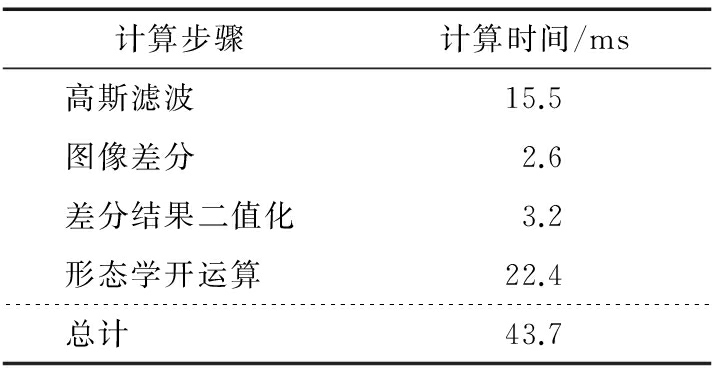 计算步骤 计算时间/ms
高斯滤波 15.5
图像差分 2.6
差分结果二值化 3.2
形态学开运算 22.4
总计 43.7